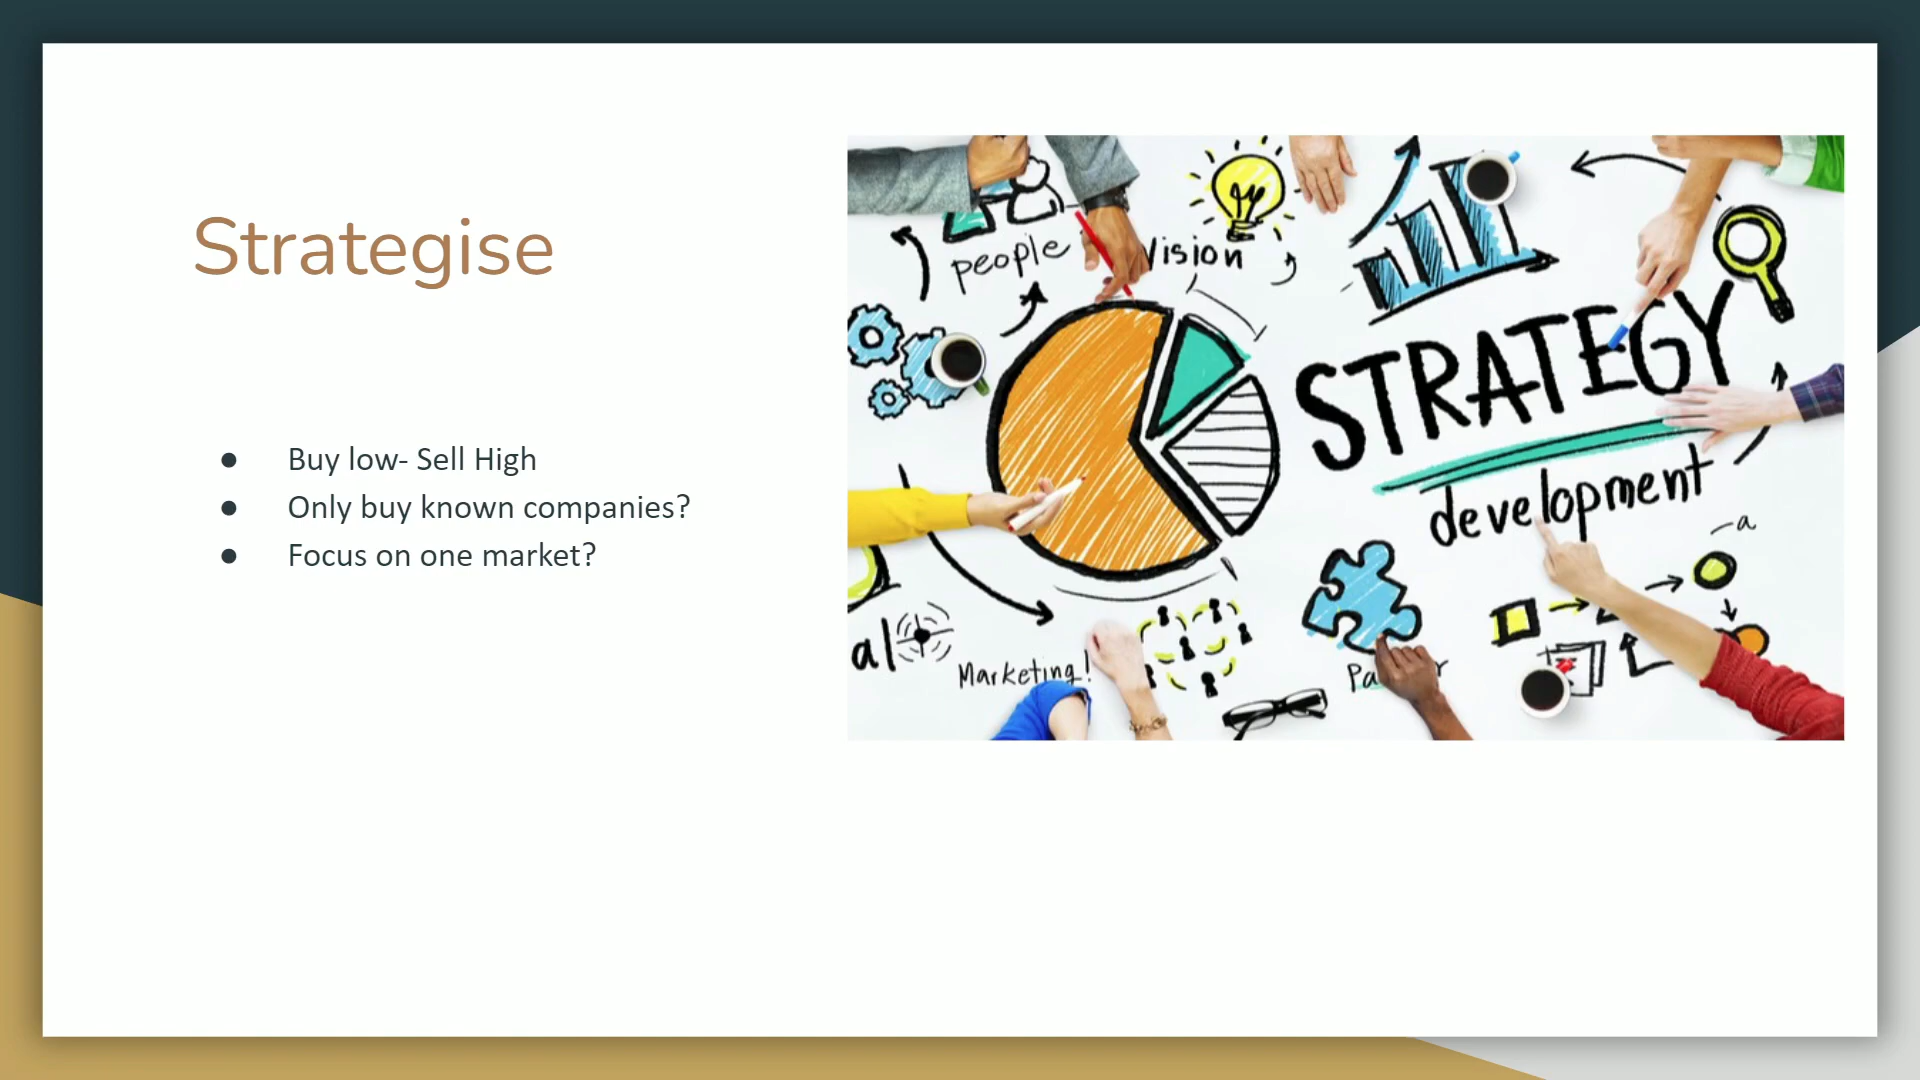 Strategise
● Buy low- Sell High
● Only buy known companies?
● Focus on one market?
people
Vision
STRATEGY
development
Marketing!